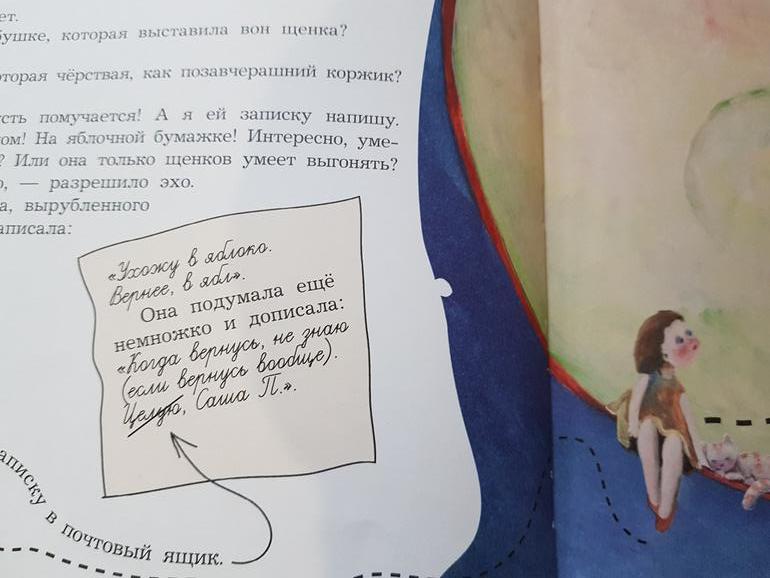 ет.
бушке, которая выставила вон щенка?
оторая чёрствая, как позавчерашний коржик?
сть помучается! А я ей записку напишу.
ом! На яблочной бумажке! Интересно, уме-
? Или она только щенков умеет выгонять?
о, — разрешило эхо.
а, вырубленного
аписала:
«Ухожу в яблоко.
Вернее, в ябл».
Она подумала ещё
немножко и дописала:
«Когда вернусь, не знаю
(если вернусь вообще).
Целую, Саша П.».
аписку в почтовый ящик.